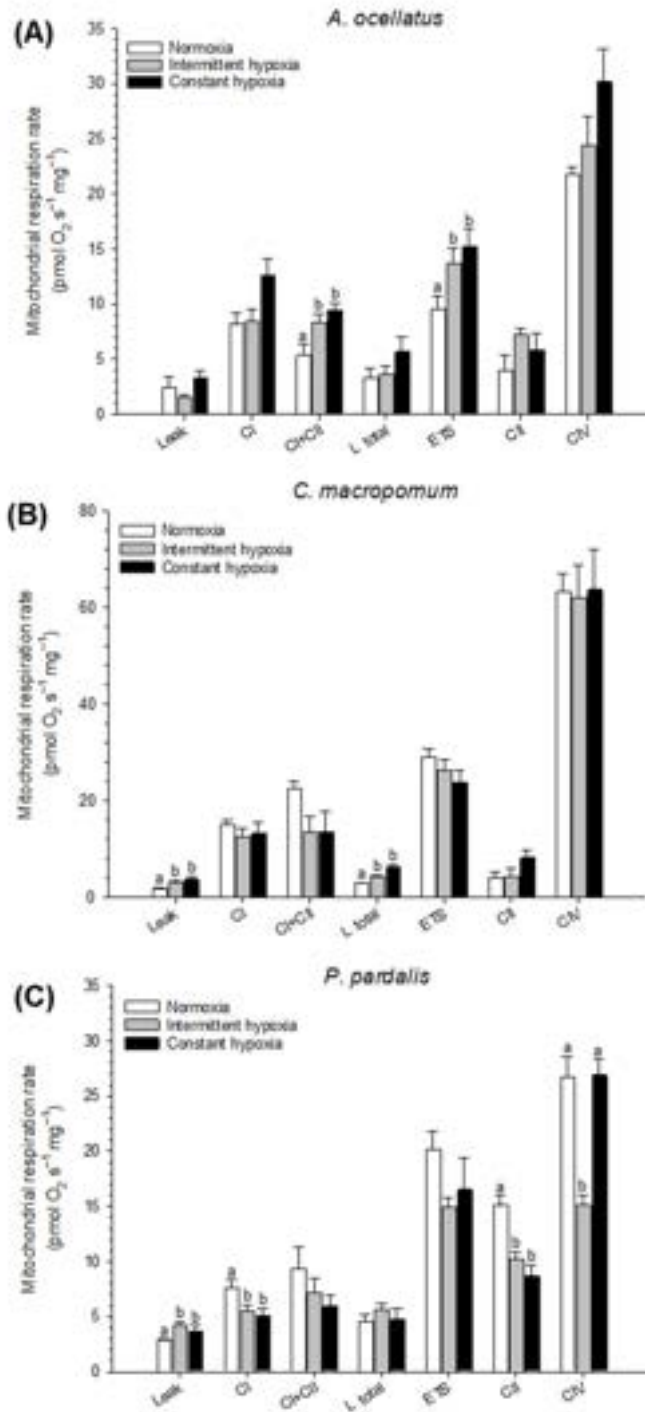 (A)
A. ocellatus
Normoxia
Intermittent hypoxia
Constant hypoxia
Mitochondrial respiration rate
(pmol O₂ s⁻¹ mg⁻¹)
35
30
25
20
15
10
5
0
a b b
a b b
Leak CI CI+CII L total ETS CII CIV
(B)
C. macropomum
Normoxia
Intermittent hypoxia
Constant hypoxia
Mitochondrial respiration rate
(pmol O₂ s⁻¹ mg⁻¹)
80
60
40
20
0
a b b
a b b
Leak CI CI+CII L total ETS CII CIV
(C)
P. pardalis
Normoxia
Intermittent hypoxia
Constant hypoxia
Mitochondrial respiration rate
(pmol O₂ s⁻¹ mg⁻¹)
35
30
25
20
15
10
5
0
a b b
a b b
a b b
a b a
Leak CI CI+CII L total ETS CII CIV